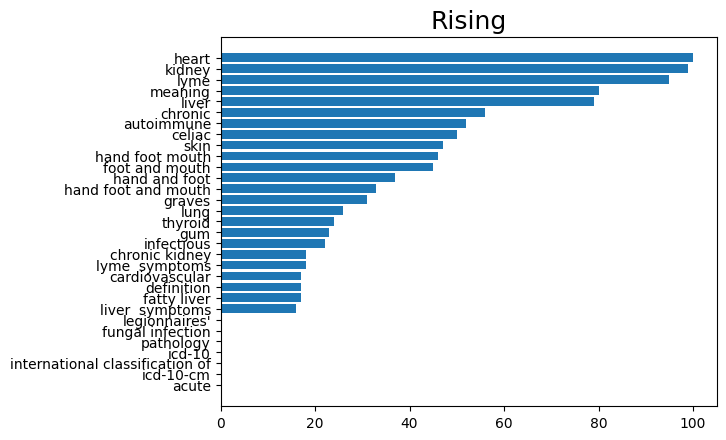 Rising
heart
kidney
lyme
meaning
liver
chronic
autoimmune
celiac
skin
hand foot mouth
foot and mouth
hand and foot
hand foot and mouth
graves
lung
thyroid
gum
infectious
chronic kidney
lyme  symptoms
cardiovascular
definition
fatty liver
liver  symptoms
legionnaires'
fungal infection
pathology
icd-10
international classification of
icd-10-cm
acute
0 20 40 60 80 100